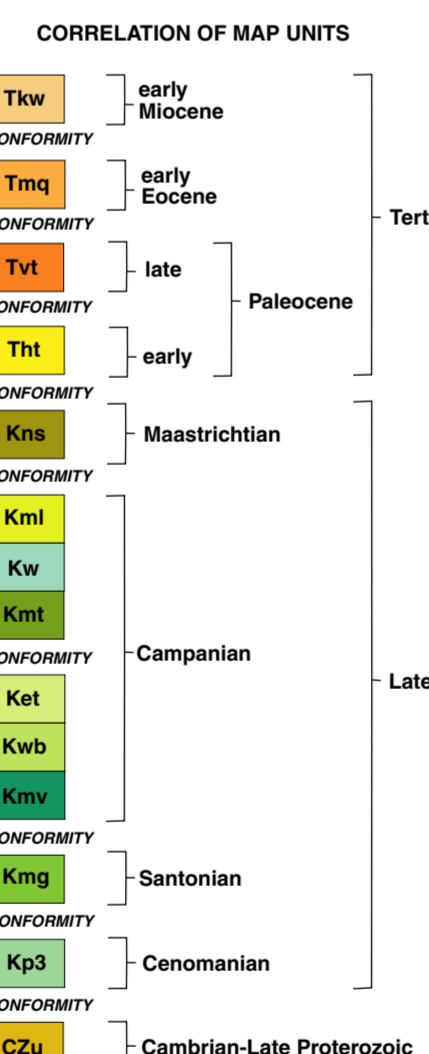 CORRELATION OF MAP UNITS
Tkw
early
Miocene
ONFORMITY
Tmq
early
Eocene
ONFORMITY
Tert
Tvt
late
ONFORMITY
Paleocene
Tht
early
ONFORMITY
Kns
Maastrichtian
ONFORMITY
Kml
Kw
Kmt
ONFORMITY
Campanian
Late
Ket
Kwb
Kmv
ONFORMITY
Kmg
Santonian
ONFORMITY
Kp3
Cenomanian
ONFORMITY
CZu
Cambrian-Late Proterozoic